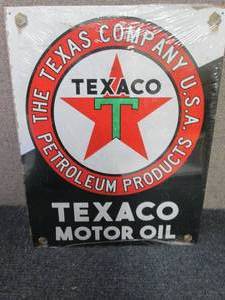 THE TEXAS COMPANY U.S.A.
TEXACO
T
PETROLEUM PRODUCTS
TEXACO
MOTOR OIL